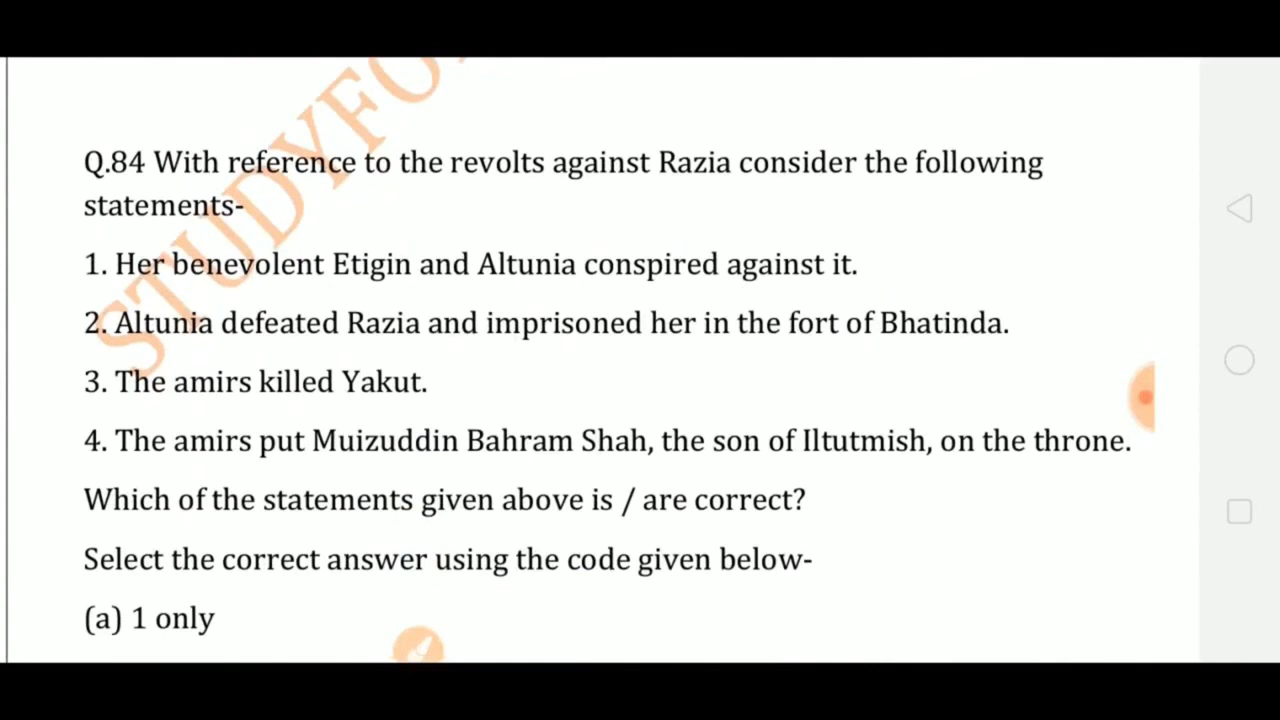 STUDYFO
Q.84 With reference to the revolts against Razia consider the following
statements-
1. Her benevolent Etigin and Altunia conspired against it.
2. Altunia defeated Razia and imprisoned her in the fort of Bhatinda.
3. The amirs killed Yakut.
4. The amirs put Muizuddin Bahram Shah, the son of Iltutmish, on the throne.
Which of the statements given above is / are correct?
Select the correct answer using the code given below-
(a) 1 only